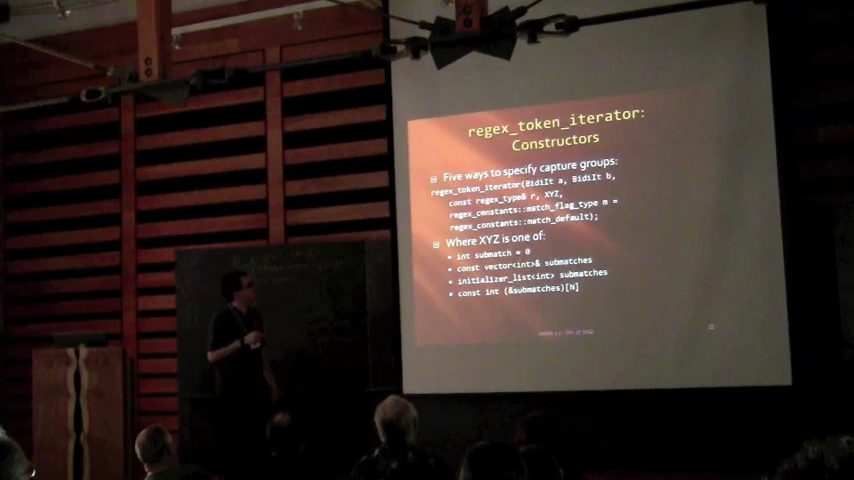 regex_token_iterator:
Constructors
Five ways to specify capture groups:
regex_token_iterator(BidiIt a, BidiIt b,
const regex_type& r, XYZ,
regex_constants::match_flag_type m =
regex_constants::match_default);
Where XYZ is one of:
int submatch = 0
const vector<int>& submatches
initializer_list<int> submatches
const int (&submatches)[N]